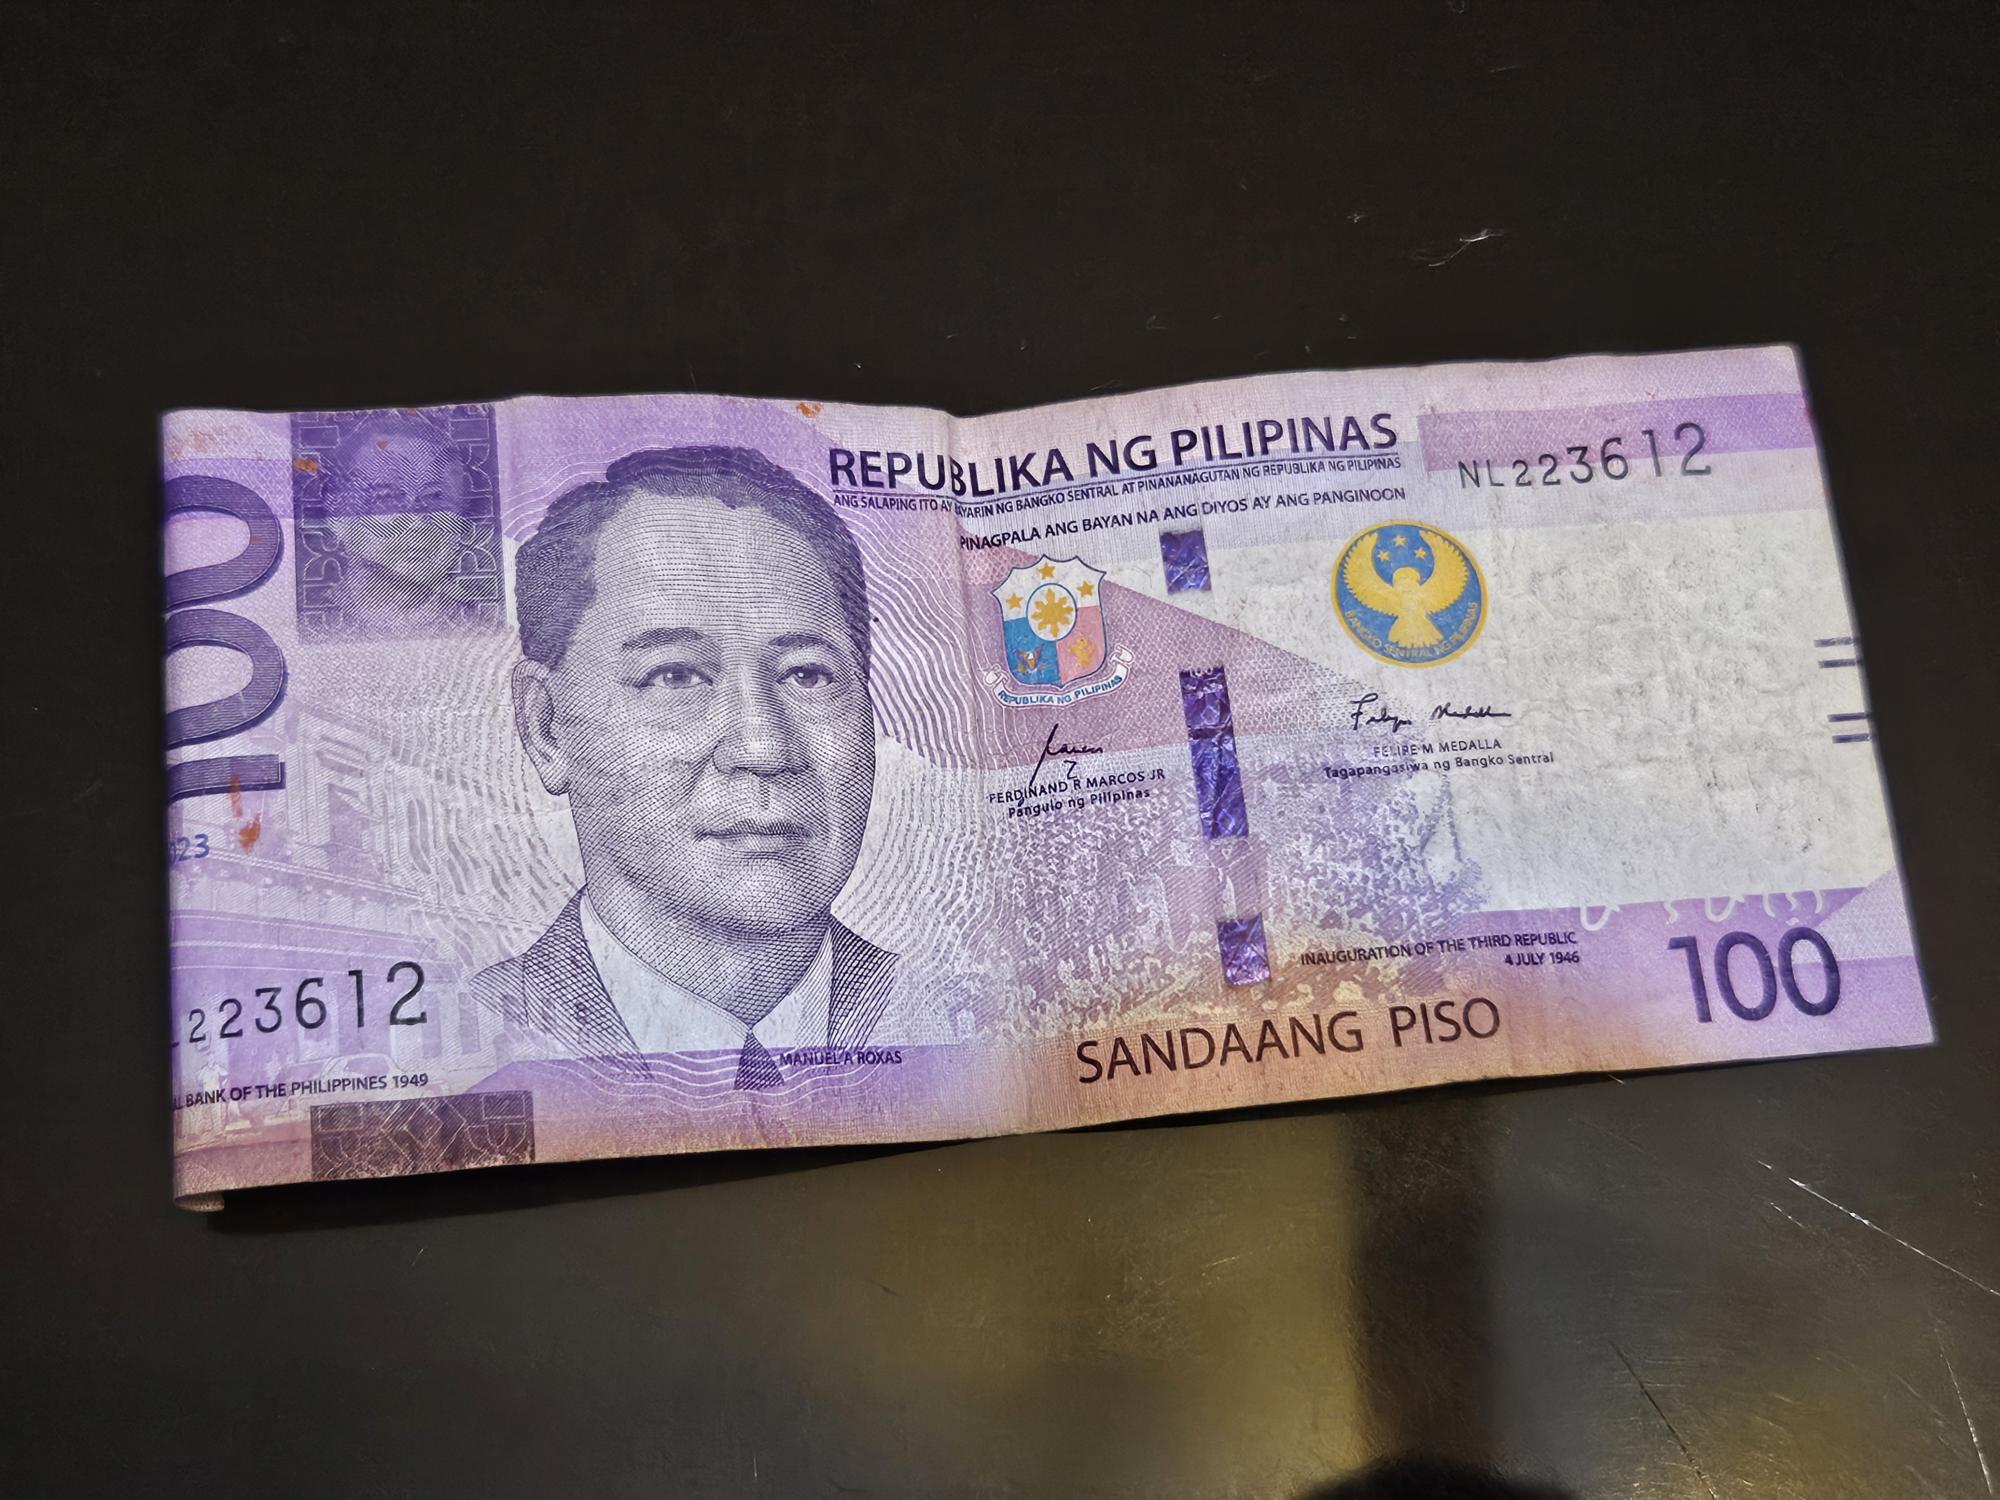 REPUBLIKA NG PILIPINAS
ANG SALAPING ITO AY BAYARIN NG BANGKO SENTRAL AT PINANANAGUTAN NG REPUBLIKA NG PILIPINAS
PINAGPALA ANG BAYAN NA ANG DIYOS AY ANG PANGINOON
NL223612
100
BANGKO SENTRAL NG PILIPINAS
REPUBLIKA NG PILIPINAS
FERDINAND R MARCOS JR
Pangulo ng Pilipinas
FELIPE M MEDALLA
Tagapangasiwa ng Bangko Sentral
23
223612
BANK OF THE PHILIPPINES 1949
MANUEL A ROXAS
INAUGURATION OF THE THIRD REPUBLIC
4 JULY 1946
SANDAANG PISO
100